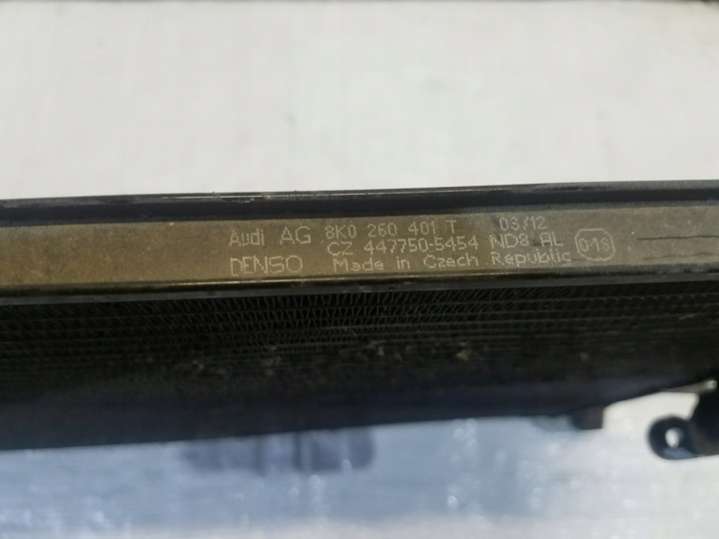 Audi AG 8K0 260 401 T 03/12
CZ 447750-5454 ND8 AL
DENSO Made in Czech Republic